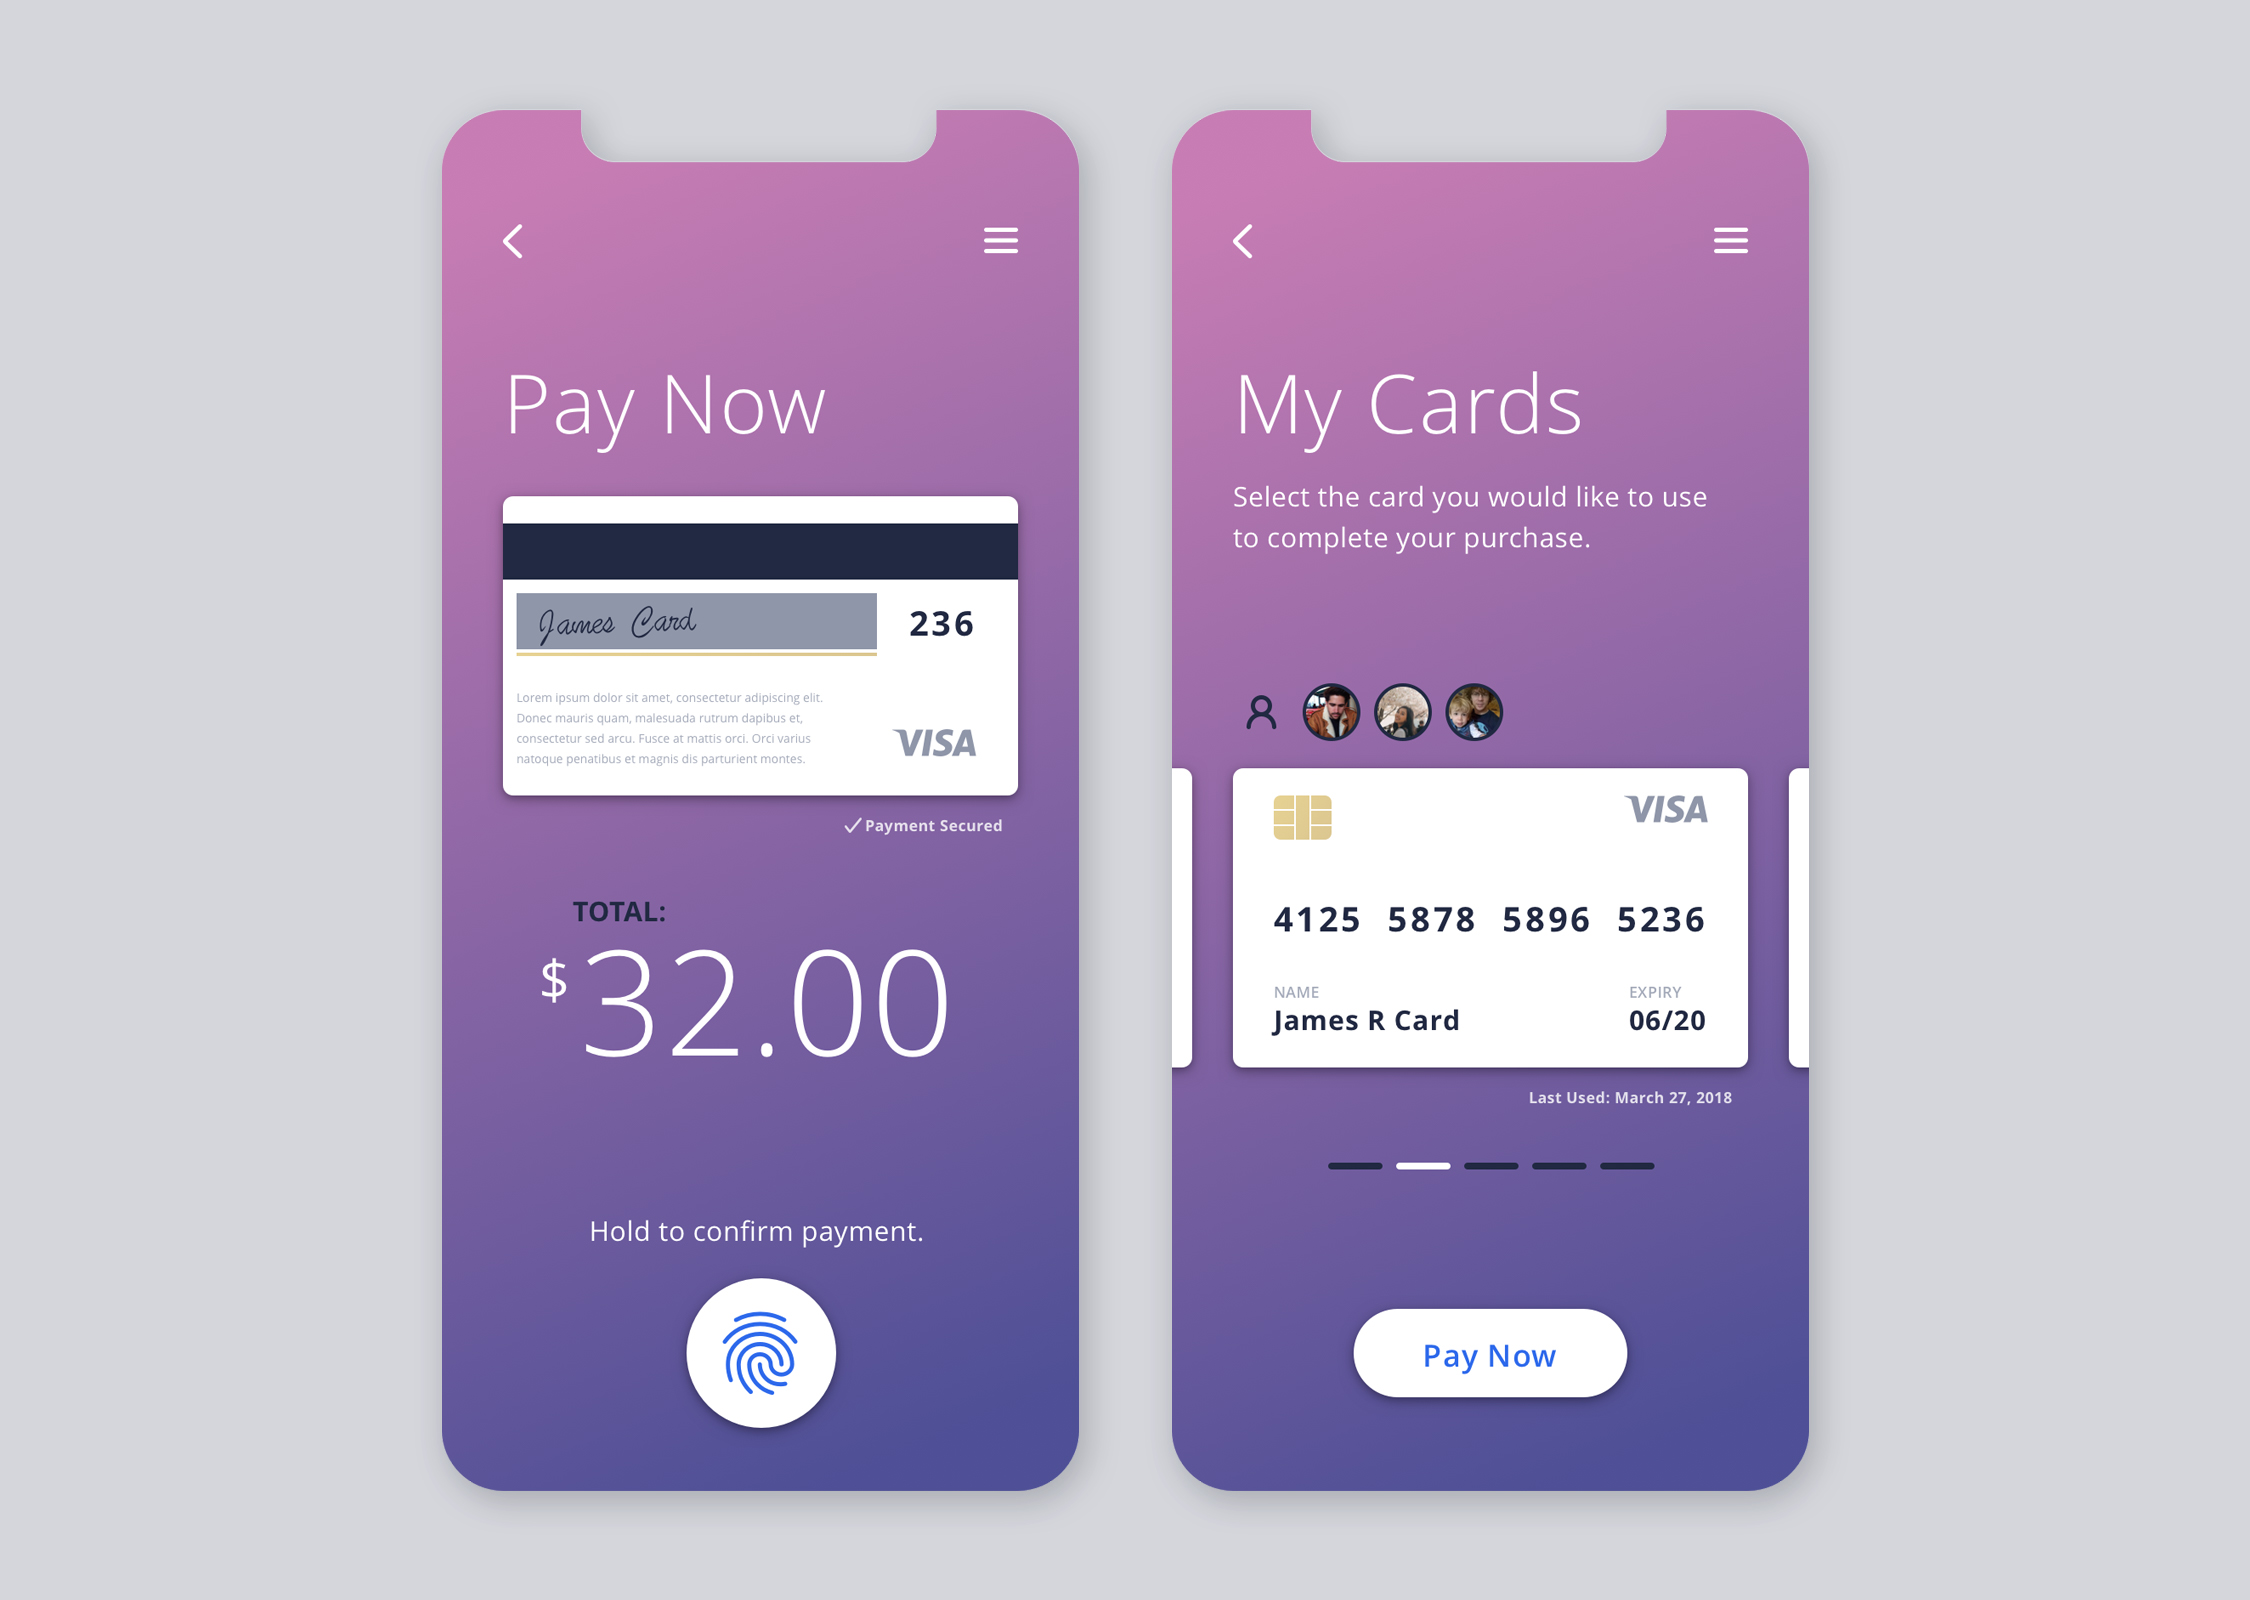 Pay Now
James Card
236
Lorem ipsum dolor sit amet, consectetur adipiscing elit.
Donec mauris quam, malesuada rutrum dapibus et,
consectetur sed arcu. Fusce at mattis orci. Orci varius
natoque penatibus et magnis dis parturient montes.
VISA
Payment Secured
TOTAL:
$32.00
Hold to confirm payment.
My Cards
Select the card you would like to use
to complete your purchase.
VISA
4125 5878 5896 5236
NAME
James R Card
EXPIRY
06/20
Last Used: March 27, 2018
Pay Now